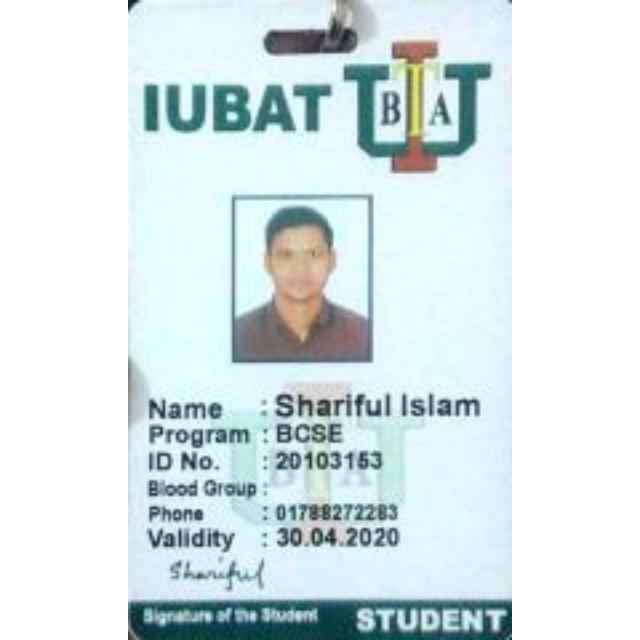 IUBAT
B T A
Name : Shariful Islam
Program : BCSE
ID No. : 20103153
Blood Group :
Phone : 01788272283
Validity : 30.04.2020
Shariful
Signature of the Student
STUDENT